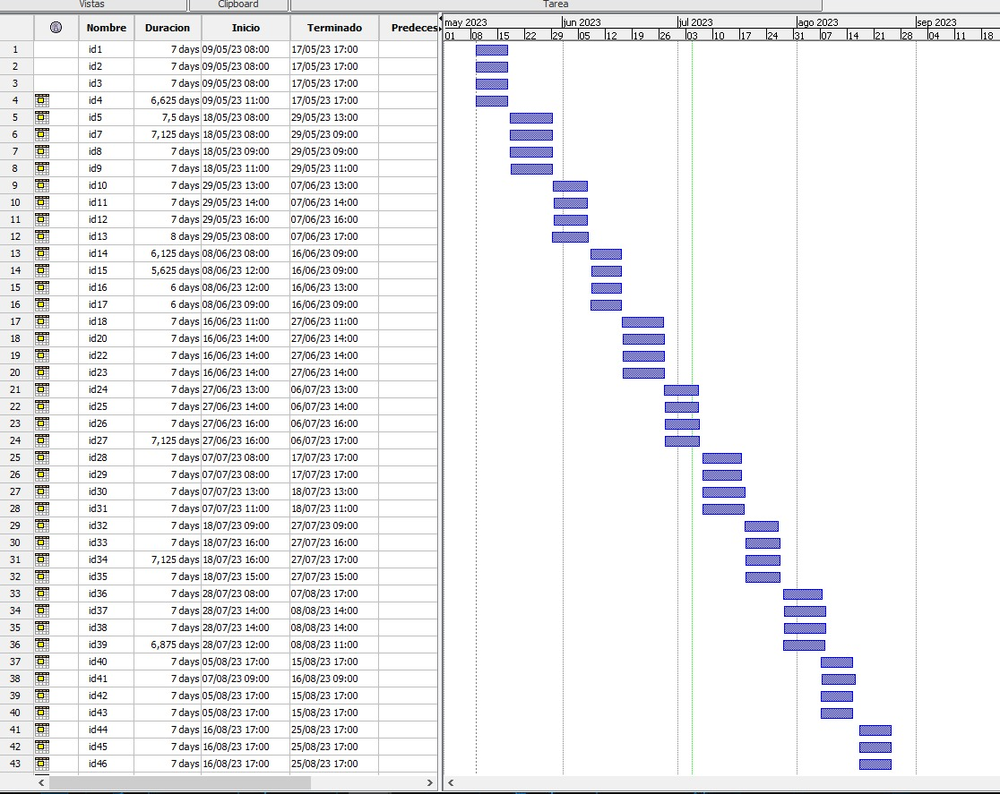 Vistas Clipboard Tarea
Nombre Duracion Inicio Terminado Predeces
may 2023 jun 2023 jul 2023 ago 2023 sep 2023
01 08 15 22 29 05 12 19 26 03 10 17 24 31 07 14 21 28 04 11 18
1 id1 7 days 09/05/23 08:00 17/05/23 17:00
2 id2 7 days 09/05/23 08:00 17/05/23 17:00
3 id3 7 days 09/05/23 08:00 17/05/23 17:00
4 id4 6,625 days 09/05/23 11:00 17/05/23 17:00
5 id5 7,5 days 18/05/23 08:00 29/05/23 13:00
6 id7 7,125 days 18/05/23 08:00 29/05/23 09:00
7 id8 7 days 18/05/23 09:00 29/05/23 09:00
8 id9 7 days 18/05/23 11:00 29/05/23 11:00
9 id10 7 days 29/05/23 13:00 07/06/23 13:00
10 id11 7 days 29/05/23 14:00 07/06/23 14:00
11 id12 7 days 29/05/23 16:00 07/06/23 16:00
12 id13 8 days 29/05/23 08:00 07/06/23 17:00
13 id14 6,125 days 08/06/23 08:00 16/06/23 09:00
14 id15 5,625 days 08/06/23 12:00 16/06/23 09:00
15 id16 6 days 08/06/23 12:00 16/06/23 13:00
16 id17 6 days 08/06/23 09:00 16/06/23 09:00
17 id18 7 days 16/06/23 11:00 27/06/23 11:00
18 id20 7 days 16/06/23 14:00 27/06/23 14:00
19 id22 7 days 16/06/23 14:00 27/06/23 14:00
20 id23 7 days 16/06/23 14:00 27/06/23 14:00
21 id24 7 days 27/06/23 13:00 06/07/23 13:00
22 id25 7 days 27/06/23 14:00 06/07/23 14:00
23 id26 7 days 27/06/23 16:00 06/07/23 16:00
24 id27 7,125 days 27/06/23 16:00 06/07/23 17:00
25 id28 7 days 07/07/23 08:00 17/07/23 17:00
26 id29 7 days 07/07/23 08:00 17/07/23 17:00
27 id30 7 days 07/07/23 13:00 18/07/23 13:00
28 id31 7 days 07/07/23 11:00 18/07/23 11:00
29 id32 7 days 18/07/23 09:00 27/07/23 09:00
30 id33 7 days 18/07/23 16:00 27/07/23 16:00
31 id34 7,125 days 18/07/23 16:00 27/07/23 17:00
32 id35 7 days 18/07/23 15:00 27/07/23 15:00
33 id36 7 days 28/07/23 08:00 07/08/23 17:00
34 id37 7 days 28/07/23 14:00 08/08/23 14:00
35 id38 7 days 28/07/23 14:00 08/08/23 14:00
36 id39 6,875 days 28/07/23 12:00 08/08/23 11:00
37 id40 7 days 05/08/23 17:00 15/08/23 17:00
38 id41 7 days 07/08/23 09:00 16/08/23 09:00
39 id42 7 days 05/08/23 17:00 15/08/23 17:00
40 id43 7 days 05/08/23 17:00 15/08/23 17:00
41 id44 7 days 16/08/23 17:00 25/08/23 17:00
42 id45 7 days 16/08/23 17:00 25/08/23 17:00
43 id46 7 days 16/08/23 17:00 25/08/23 17:00